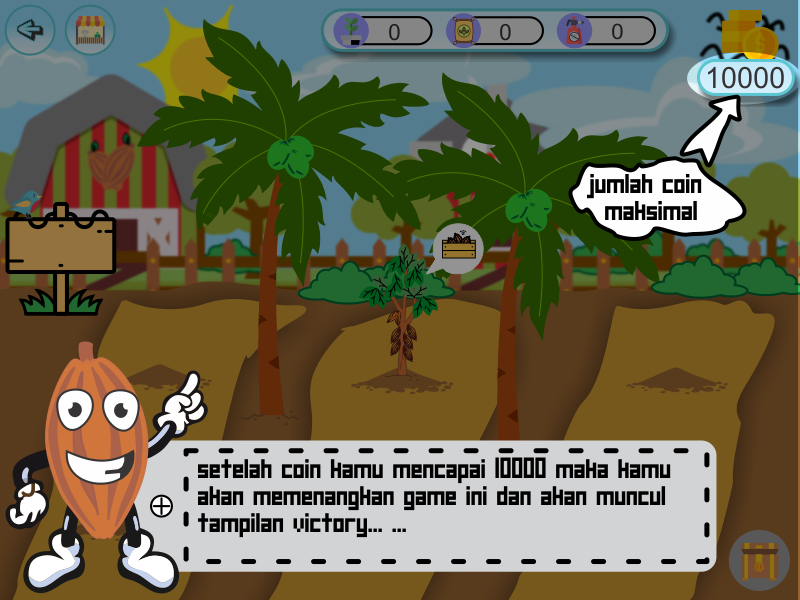 0
0
0
10000
jumlah coin
maksimal
setelah coin kamu mencapai 10000 maka kamu
akan memenangkan game ini dan akan muncul
tampilan victory... ...